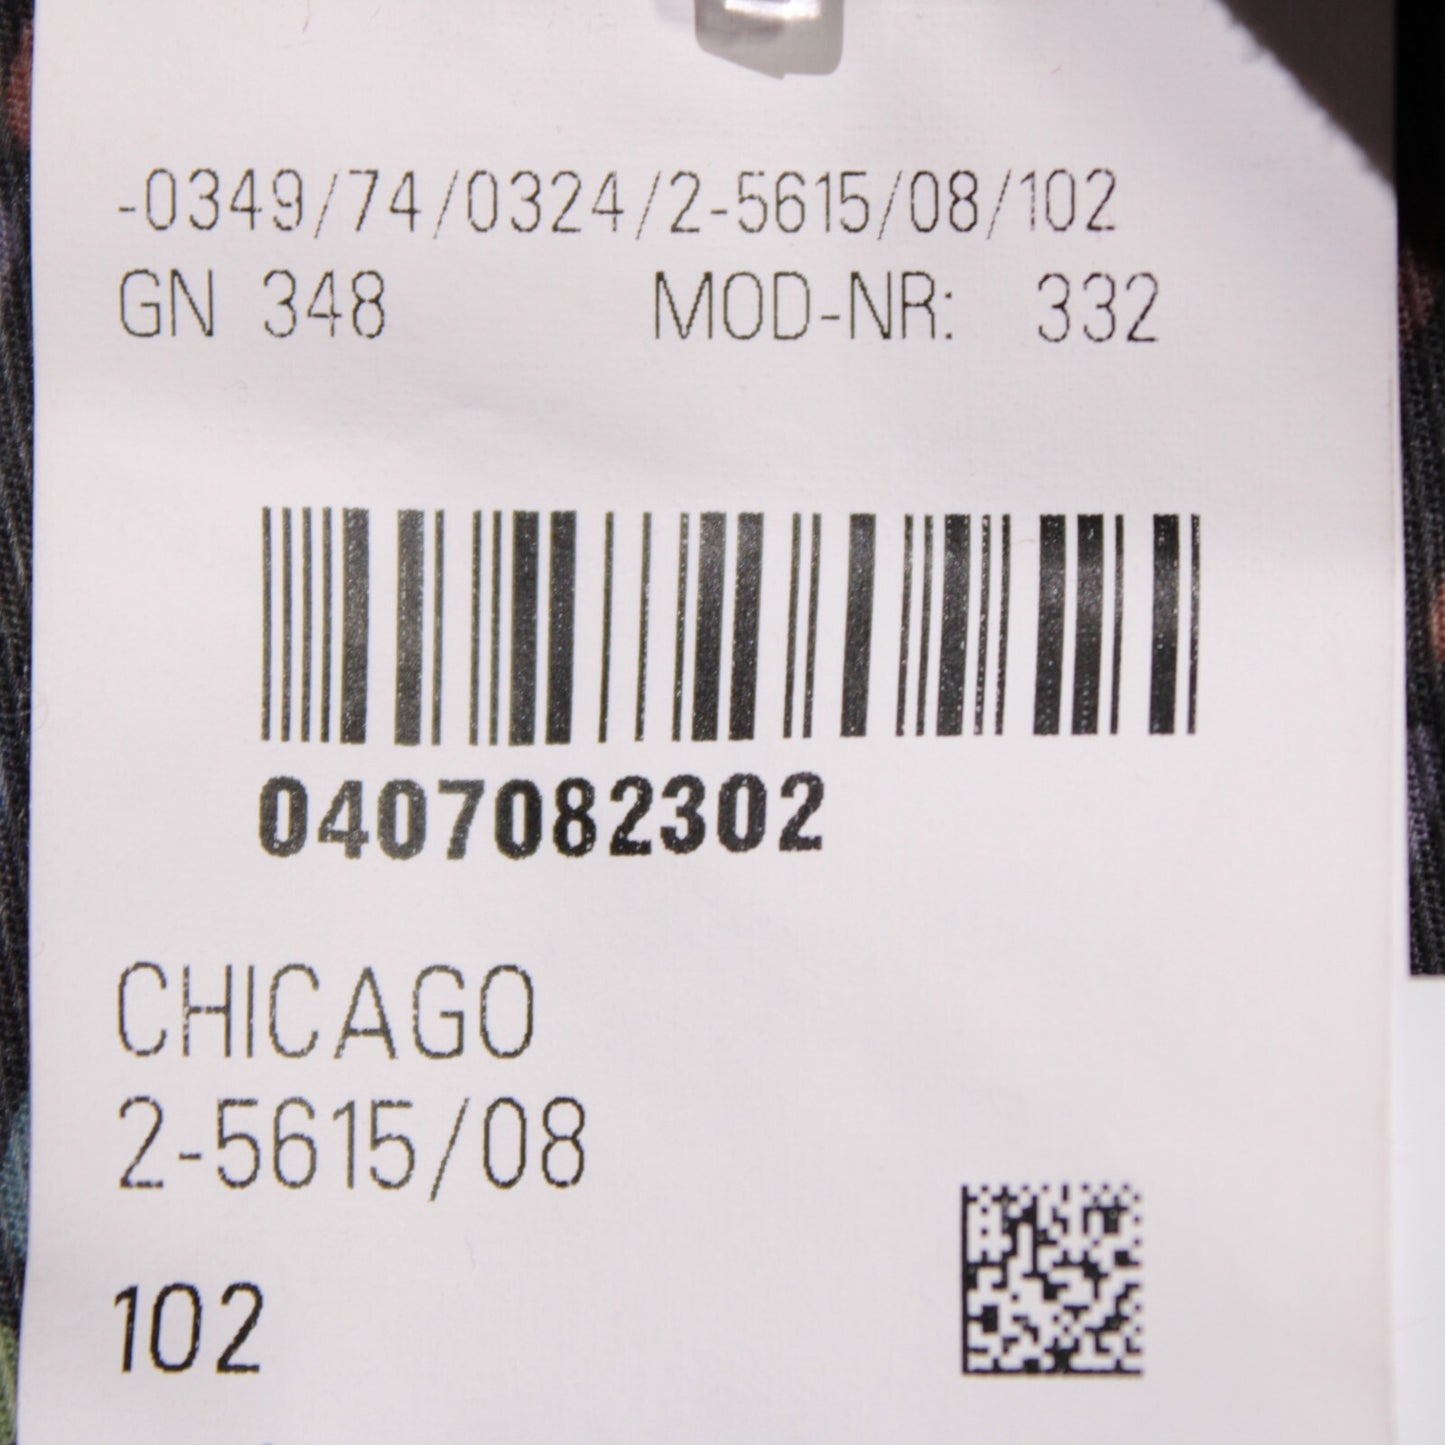 -0349/74/0324/2-5615/08/102
GN 348 MOD-NR: 332
0407082302
CHICAGO
2-5615/08
102